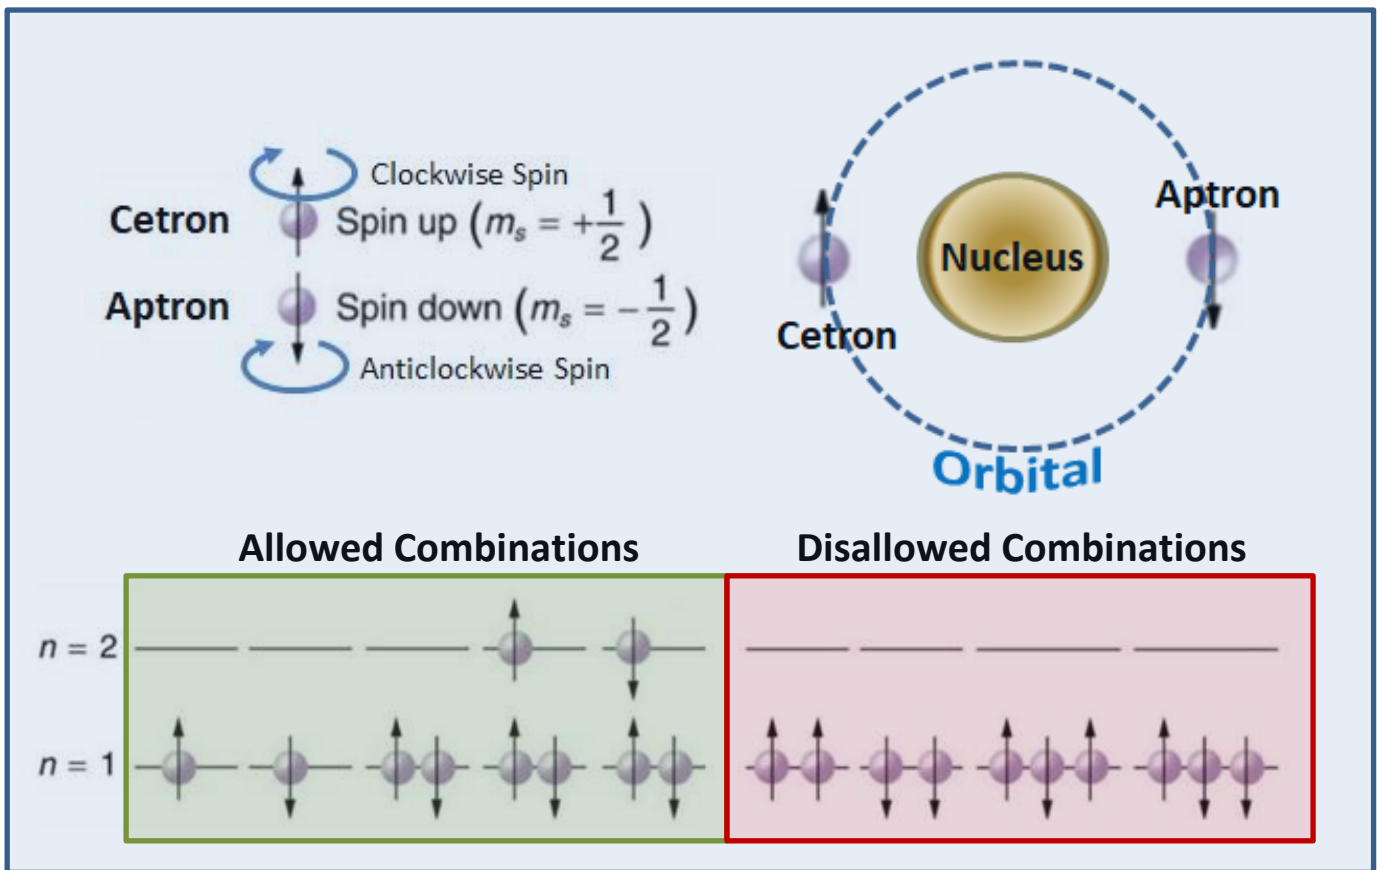 Clockwise Spin
Cetron
Spin up (mₛ = +1/2)
Aptron
Spin down (mₛ = −1/2)
Anticlockwise Spin
Aptron
Nucleus
Cetron
Orbital
Allowed Combinations
Disallowed Combinations
n = 2
n = 1